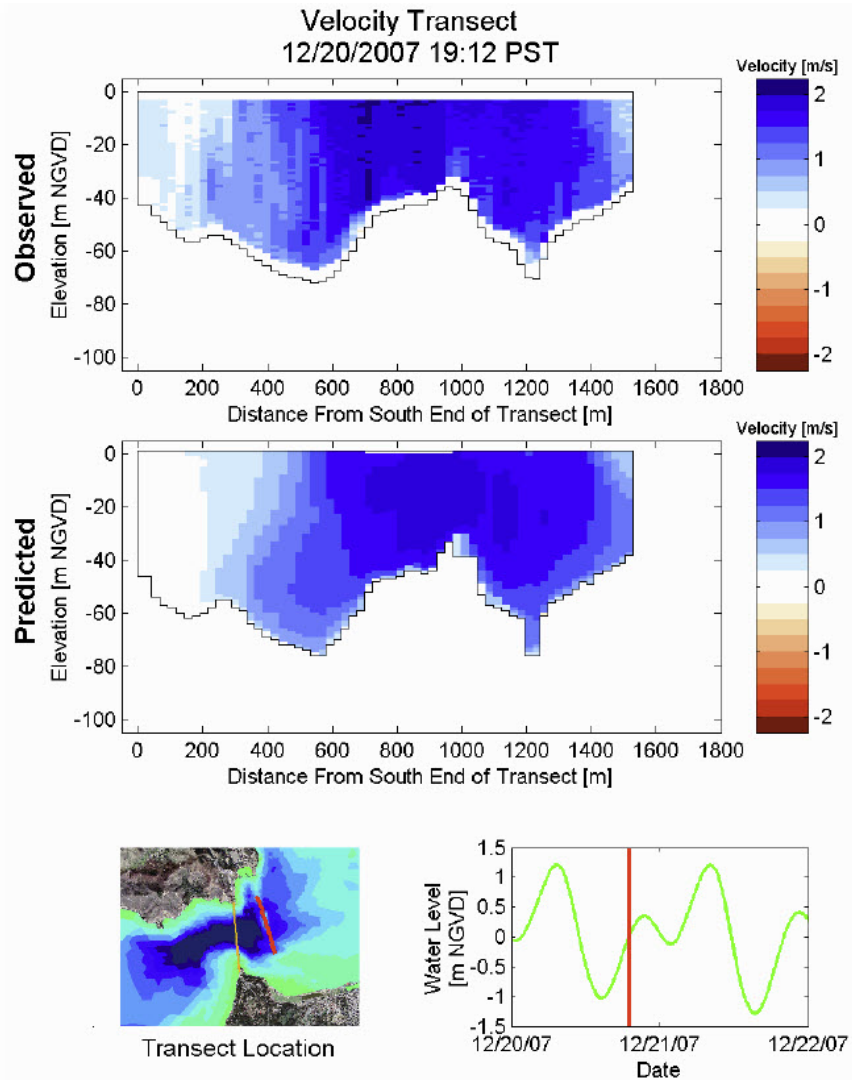 Velocity Transect
12/20/2007 19:12 PST
Velocity [m/s]
Observed
Elevation [m NGVD]
0
-20
-40
-60
-80
-100
0 200 400 600 800 1000 1200 1400 1600 1800
Distance From South End of Transect [m]
2
1
0
-1
-2
Velocity [m/s]
Predicted
Elevation [m NGVD]
0
-20
-40
-60
-80
-100
0 200 400 600 800 1000 1200 1400 1600 1800
Distance From South End of Transect [m]
2
1
0
-1
-2
Transect Location
Water Level
[m NGVD]
1.5
1
0.5
0
-0.5
-1
-1.5
12/20/07 12/21/07 12/22/07
Date